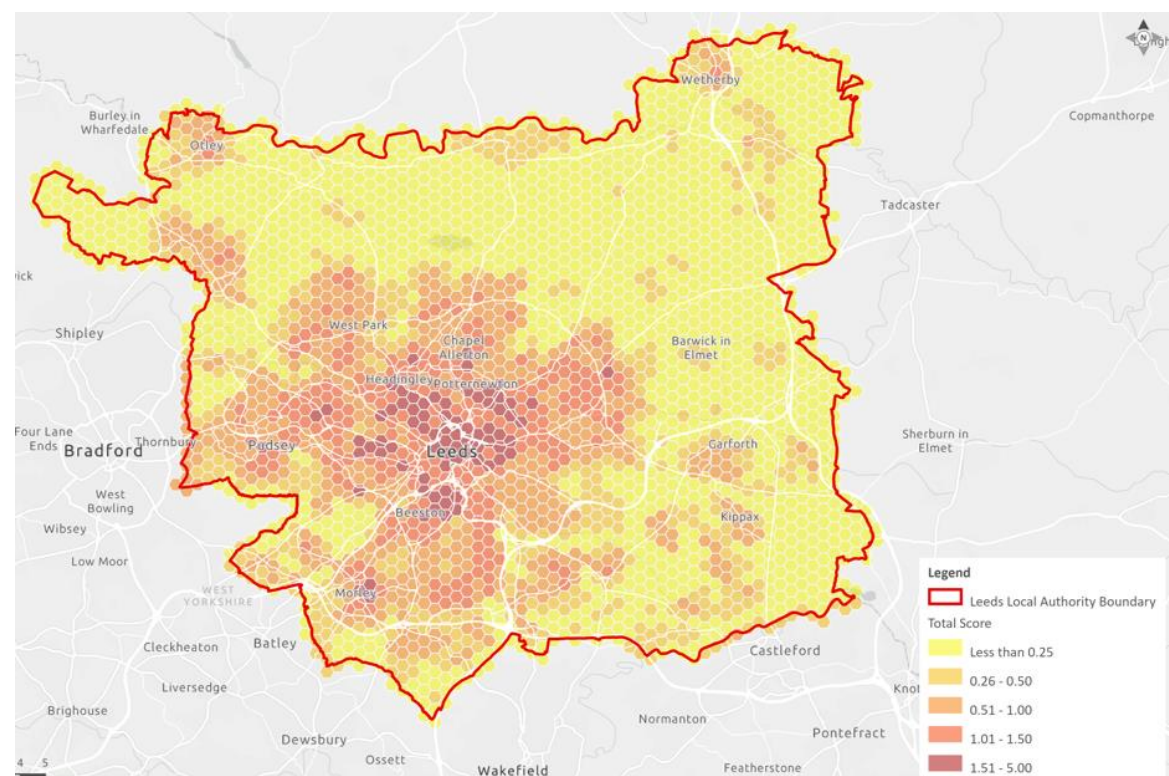 N
Wetherby
Copmanthorpe
Burley in
Wharfedale
Otley
Tadcaster
Shipley
West Park
Chapel
Allerton
Barwick in
Elmet
Headingley
Potternewton
Four Lane
Ends
Bradford
Thornbury
Pudsey
Leeds
Garforth
Sherburn in
Elmet
West
Bowling
Wibsey
Beeston
Kippax
Low Moor
WEST
YORKSHIRE
Morley
Cleckheaton
Batley
Castleford
Liversedge
Brighouse
Normanton
Pontefract
Dewsbury
Ossett
Wakefield
Featherstone
4 5
Legend
Leeds Local Authority Boundary
Total Score
Less than 0.25
0.26 - 0.50
0.51 - 1.00
1.01 - 1.50
1.51 - 5.00